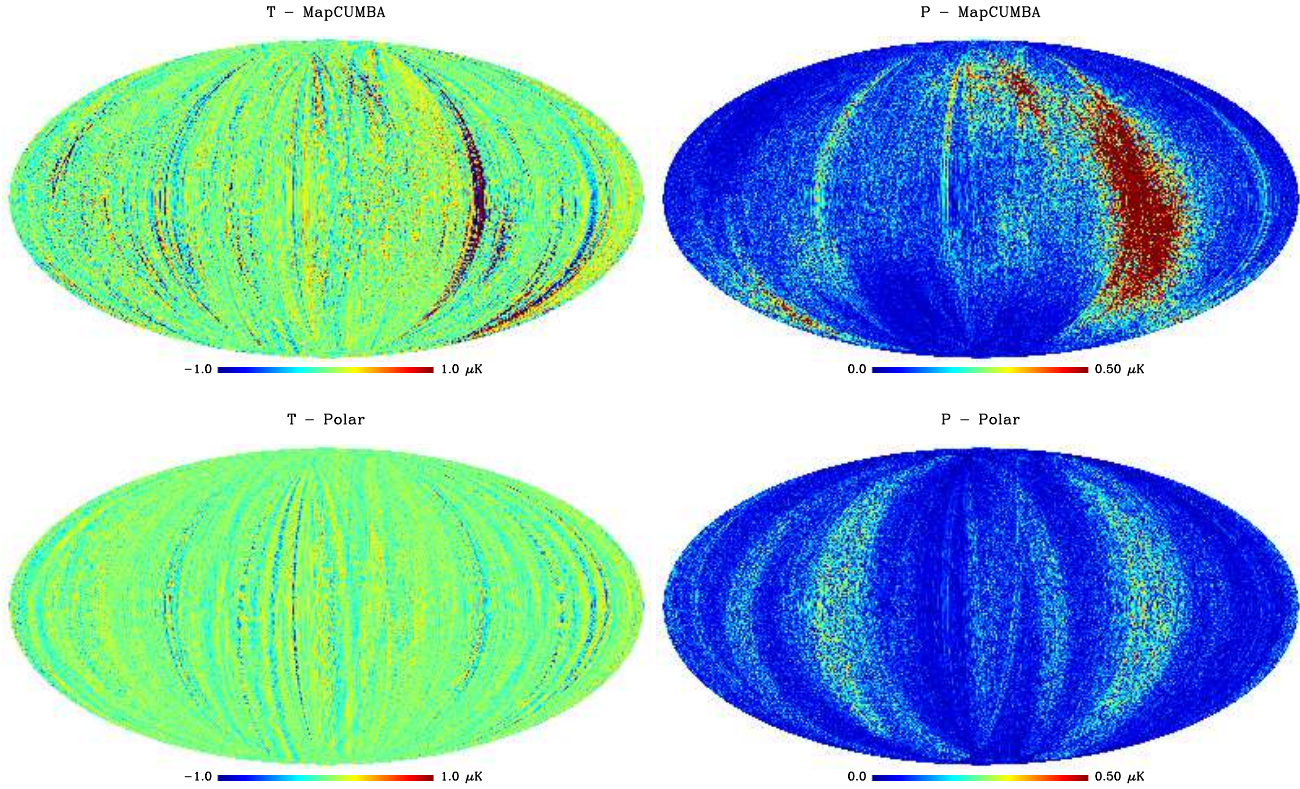 T − MapCUMBA P − MapCUMBA
−1.0 1.0 μK 0.0 0.50 μK
T − Polar P − Polar
−1.0 1.0 μK 0.0 0.50 μK